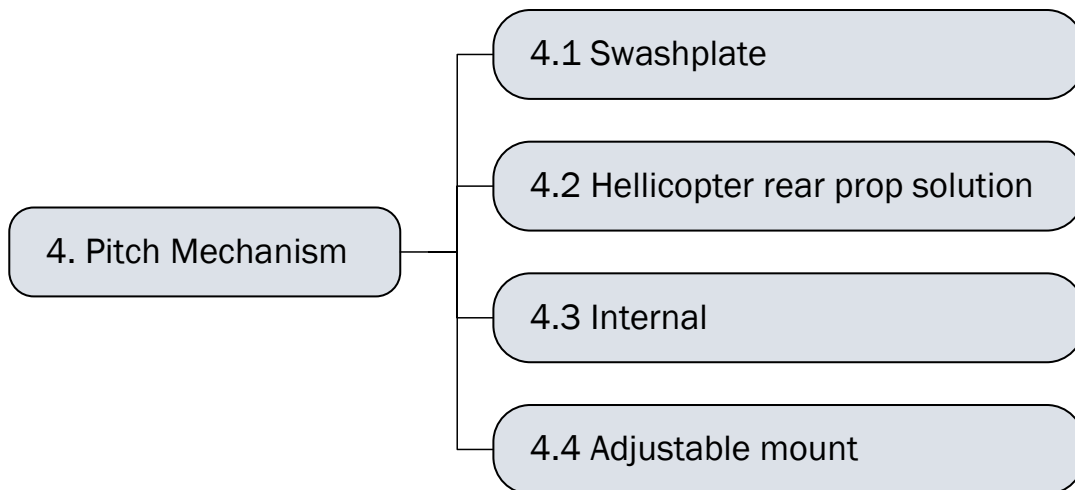 4.1 Swashplate
4.2 Hellicopter rear prop solution
4. Pitch Mechanism
4.3 Internal
4.4 Adjustable mount